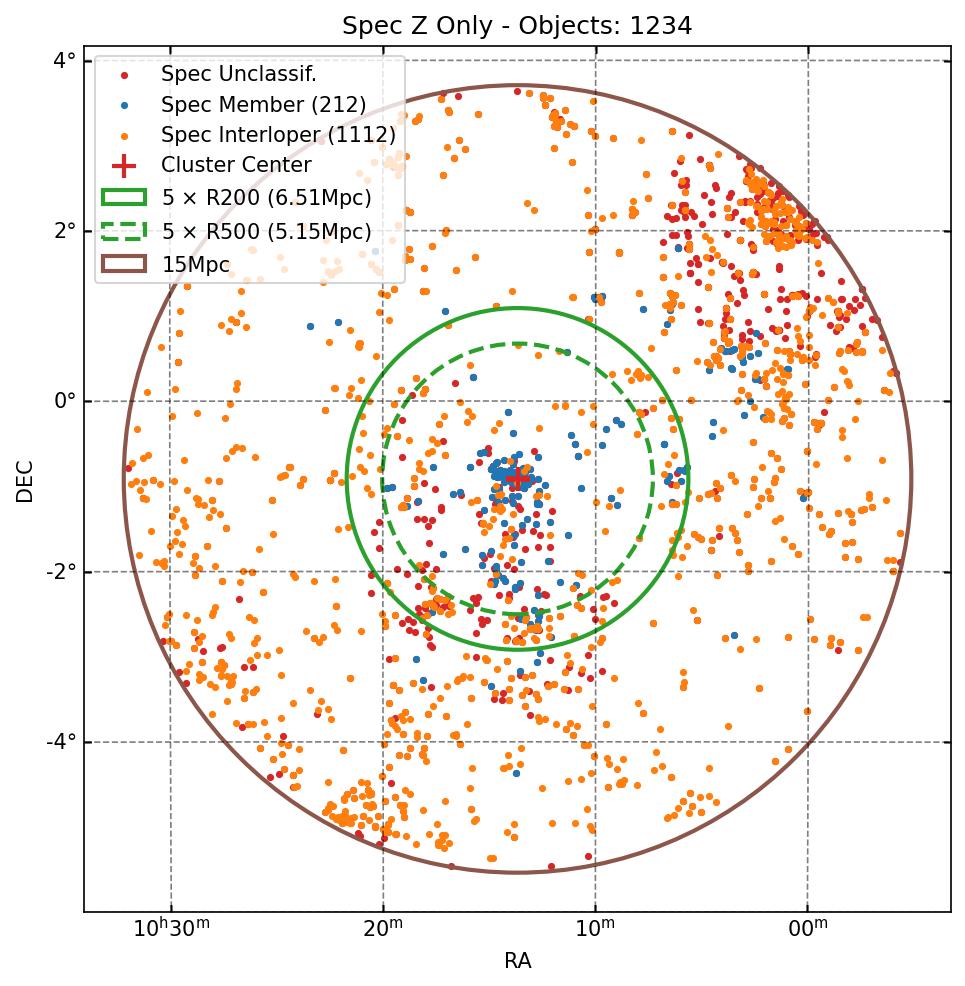 Spec Z Only - Objects: 1234
4°
2°
0°
-2°
-4°
DEC
Spec Unclassif.
Spec Member (212)
Spec Interloper (1112)
Cluster Center
5 × R200 (6.51Mpc)
5 × R500 (5.15Mpc)
15Mpc
10ʰ30ᵐ 20ᵐ 10ᵐ 00ᵐ
RA